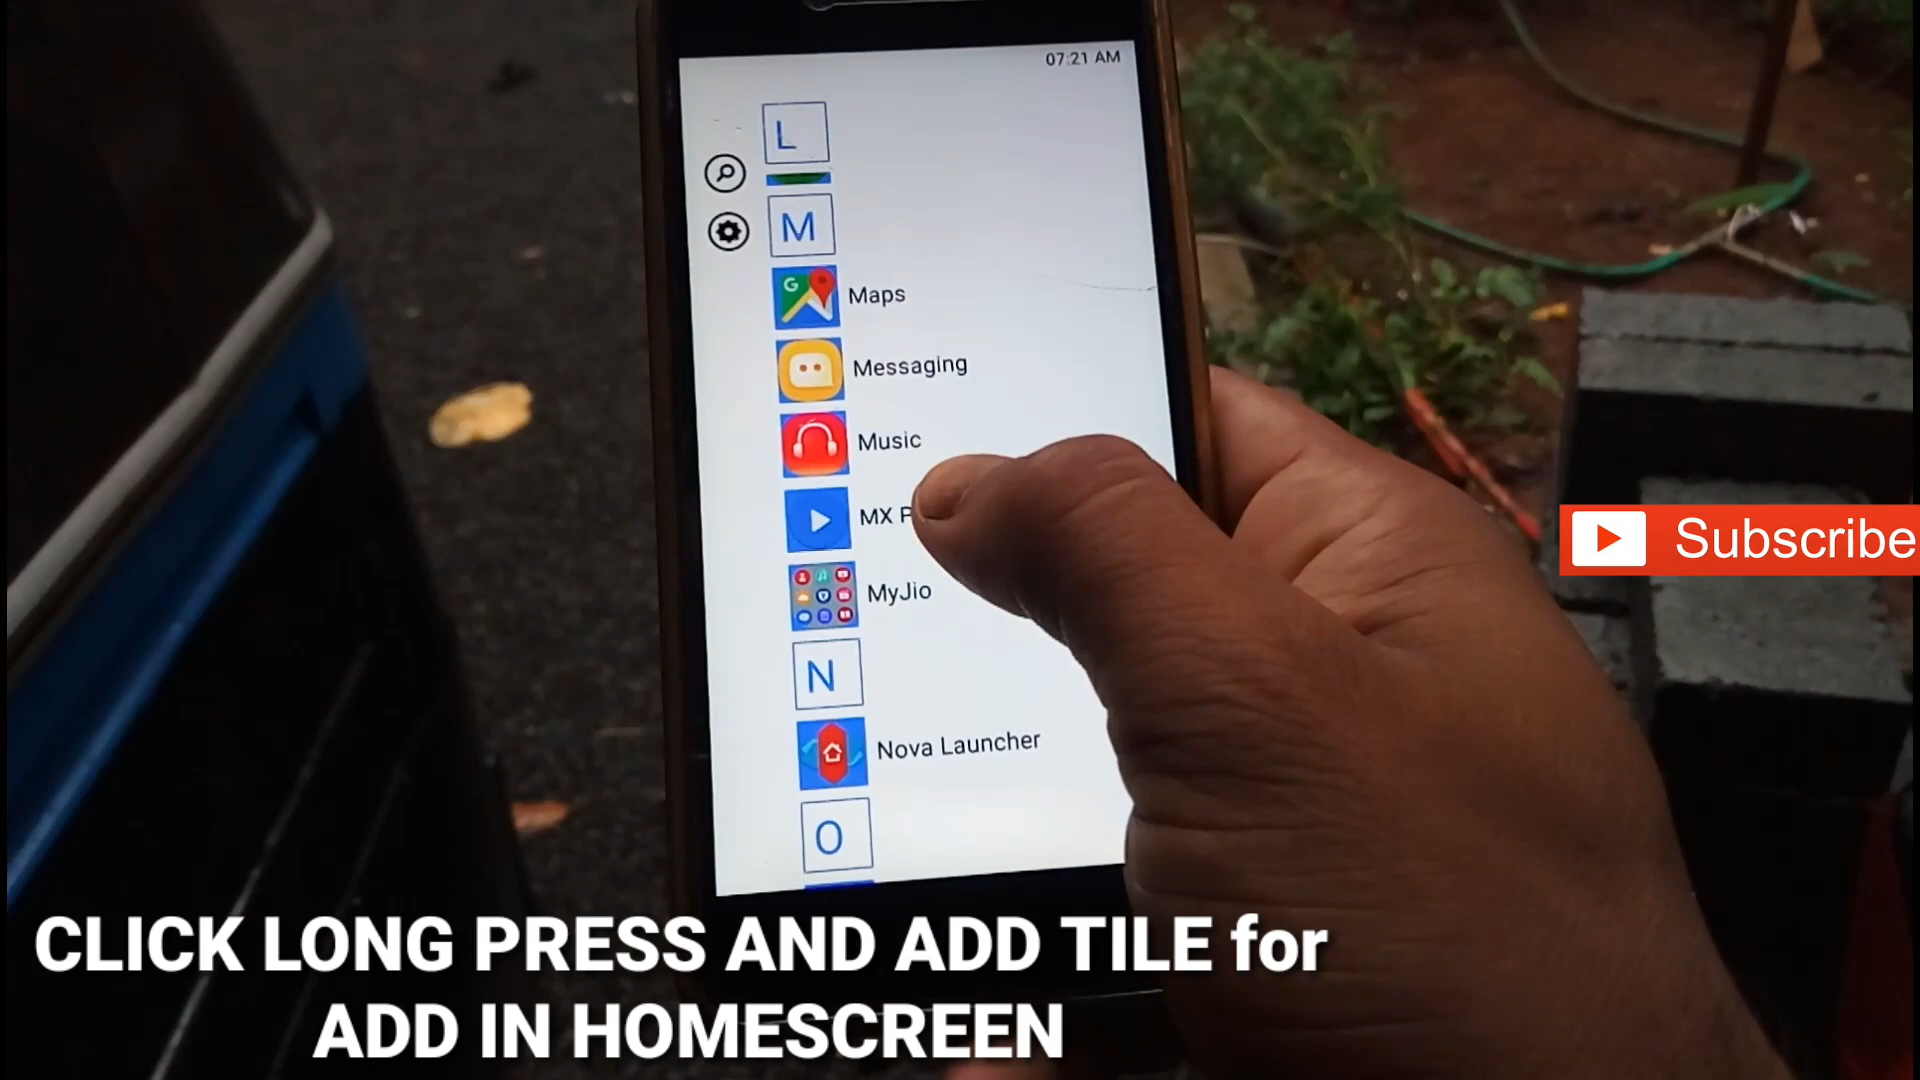 07:21 AM
L
M
G
Maps
Messaging
Music
MX P
MyJio
N
Nova Launcher
O
Subscribe
CLICK LONG PRESS AND ADD TILE for
ADD IN HOMESCREEN